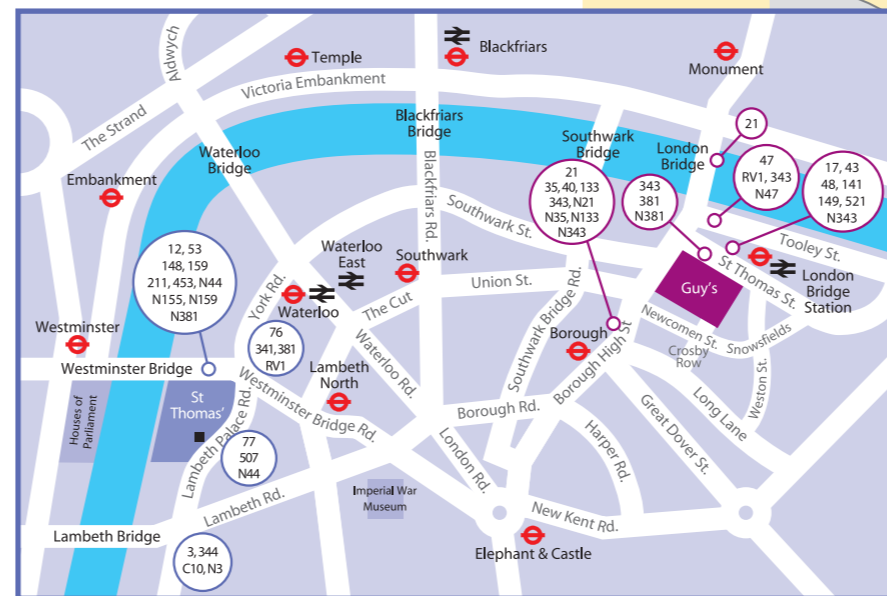 Aldwych
Temple
Blackfriars
Monument
Victoria Embankment
The Strand
Blackfriars
Bridge
Waterloo
Bridge
Southwark
Bridge
London
Bridge
21
47
RV1, 343
N47
17, 43
48, 141
149, 521
N343
21
35, 40, 133
343, N21
N35, N133
N343
343
381
N381
Embankment
Blackfriars Rd.
Southwark St.
Tooley St.
St Thomas St.
London
Bridge
Station
12, 53
148, 159
211, 453, N44
N155, N159
N381
York Rd.
Waterloo
East
Southwark
Waterloo
The Cut
Union St.
Guy's
Newcomen St.
Snowsfields
Crosby
Row
Weston St.
Westminster
Westminster Bridge
76
341,381
RV1
Waterloo Rd.
Southwark Bridge Rd.
Borough
Borough High St
Lambeth
North
Houses of
Parliament
St
Thomas'
Lambeth Palace Rd.
Westminster Bridge Rd.
Borough Rd.
Long Lane
Great Dover St.
Harper Rd.
77
507
N44
London Rd.
Lambeth Rd.
Imperial War
Museum
New Kent Rd.
Lambeth Bridge
3, 344
C10, N3
Elephant & Castle